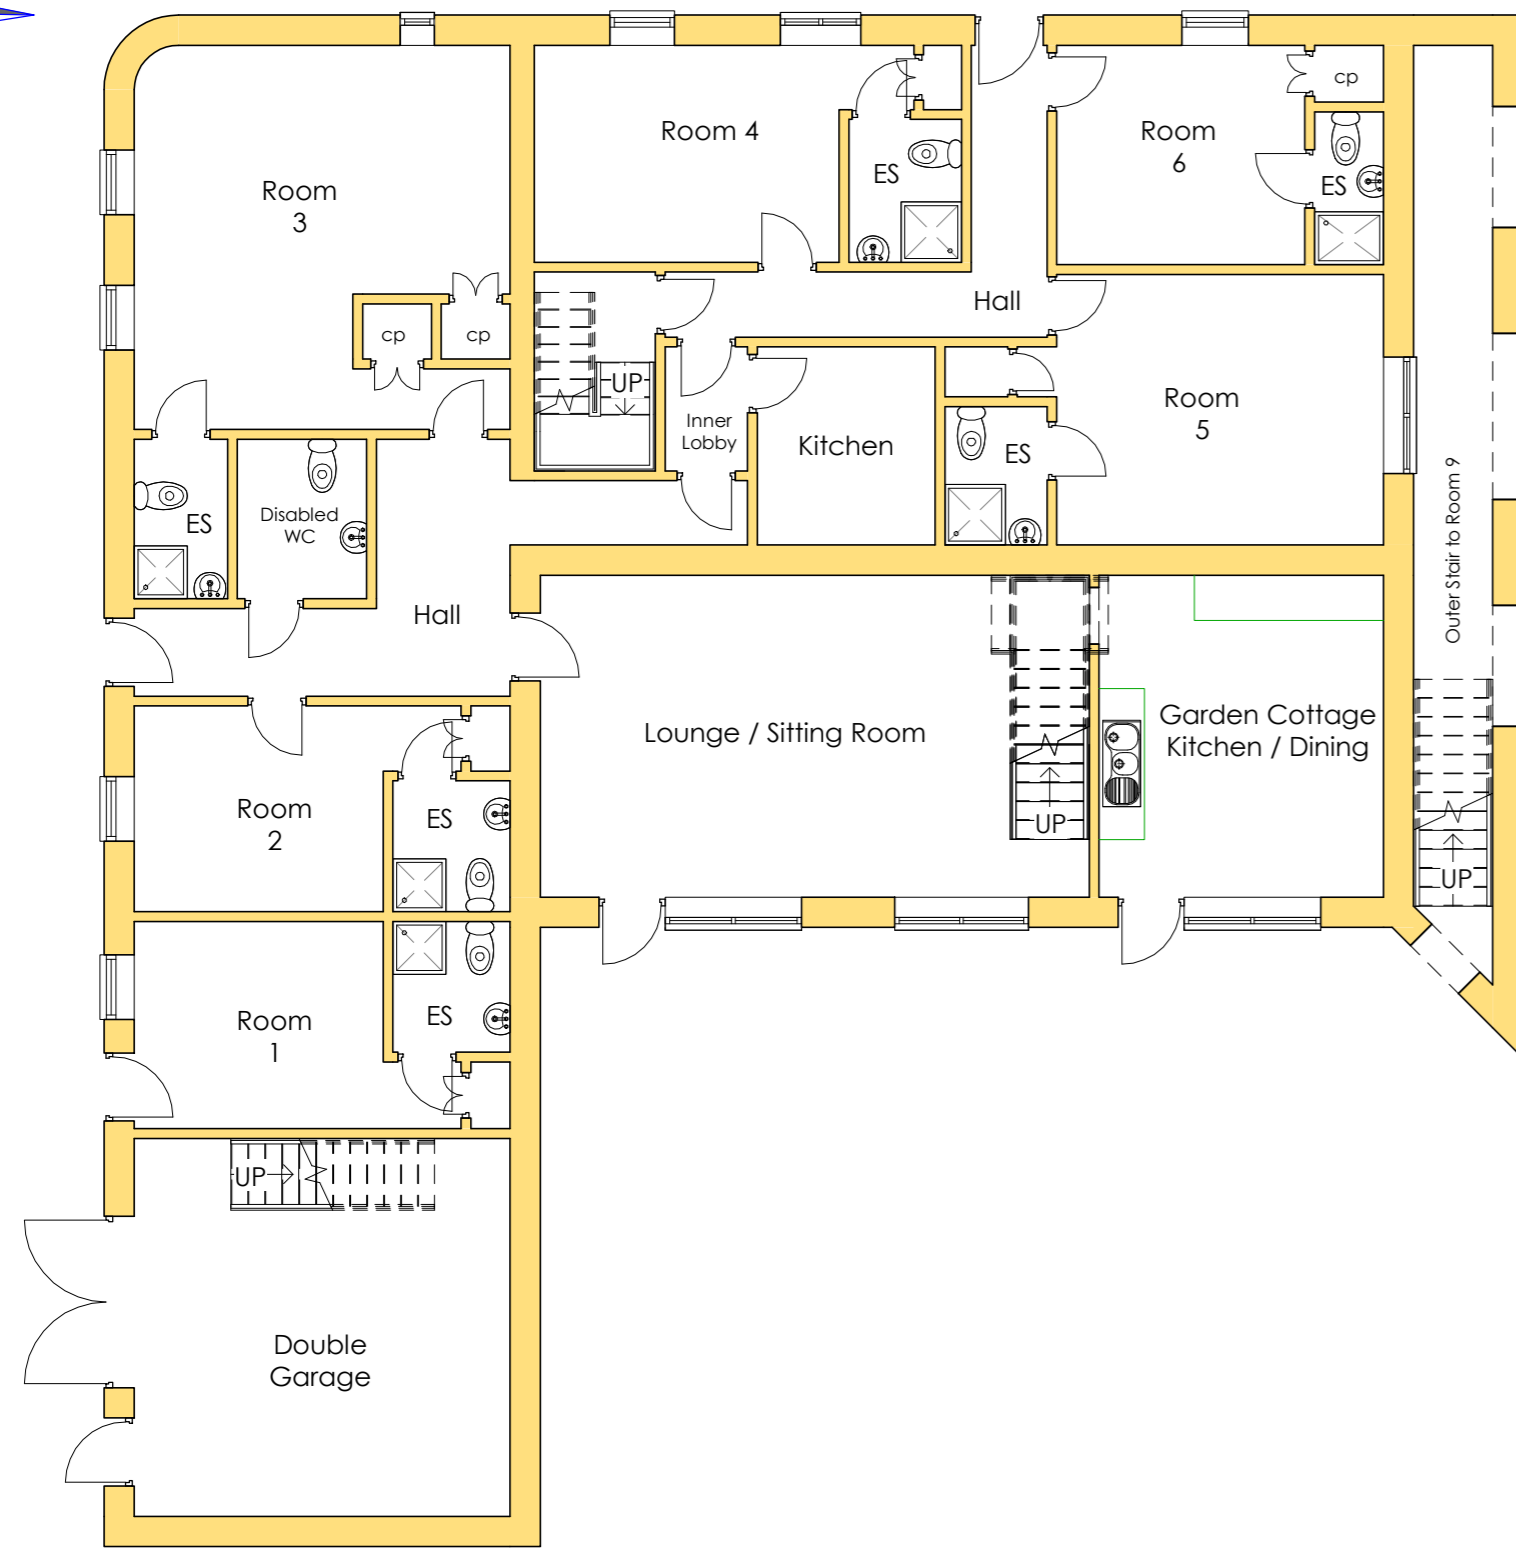 cp
Room 4
Room
6
ES
ES
Room
3
Hall
cp
cp
UP
Room
5
Inner
Lobby
Kitchen
ES
Outer Stair to Room 9
ES
Disabled
WC
Hall
Lounge / Sitting Room
Garden Cottage
Kitchen / Dining
Room
2
ES
UP
UP
Room
1
ES
UP
Double
Garage